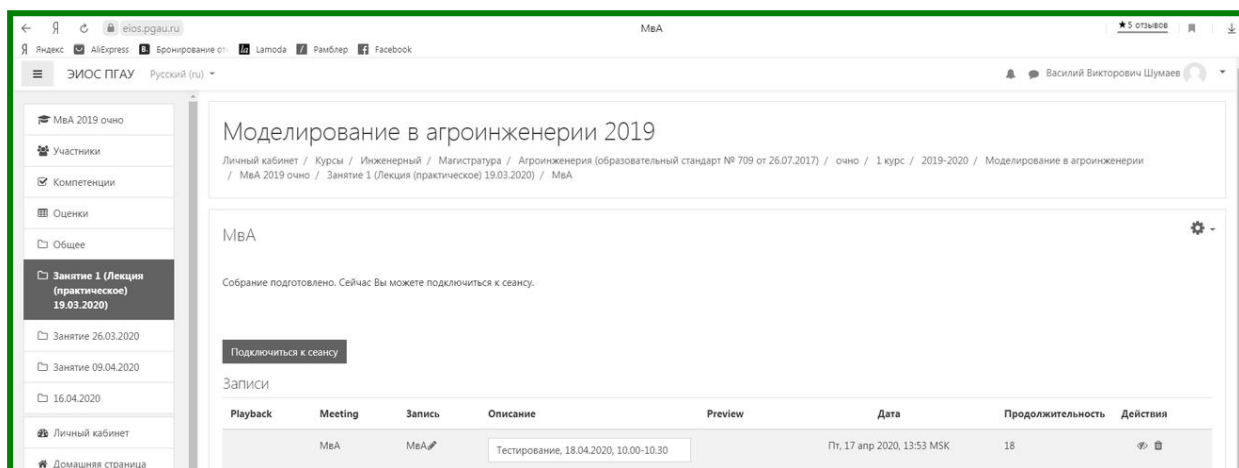 eios.pgau.ru
МвА
★5 отзывов
Яндекс AliExpress Бронирование от Lamoda Рамблер Facebook
ЭИОС ПГАУ Русский (ru)
Василий Викторович Шумаев
МвА 2019 очно
Участники
Компетенции
Оценки
Общее
Занятие 1 (Лекция
(практическое)
19.03.2020)
Занятие 26.03.2020
Занятие 09.04.2020
16.04.2020
Личный кабинет
Домашняя страница
Моделирование в агроинженерии 2019
Личный кабинет / Курсы / Инженерный / Магистратура / Агроинженерия (образовательный стандарт № 709 от 26.07.2017) / очно / 1 курс / 2019-2020 / Моделирование в агроинженерии
/ МвА 2019 очно / Занятие 1 (Лекция (практическое) 19.03.2020) / МвА
МвА
Собрание подготовлено. Сейчас Вы можете подключиться к сеансу.
Подключиться к сеансу
Записи
Playback Meeting Запись Описание Preview Дата Продолжительность Действия
МвА МвА Тестирование, 18.04.2020, 10.00-10.30 Пт, 17 апр 2020, 13:53 MSK 18